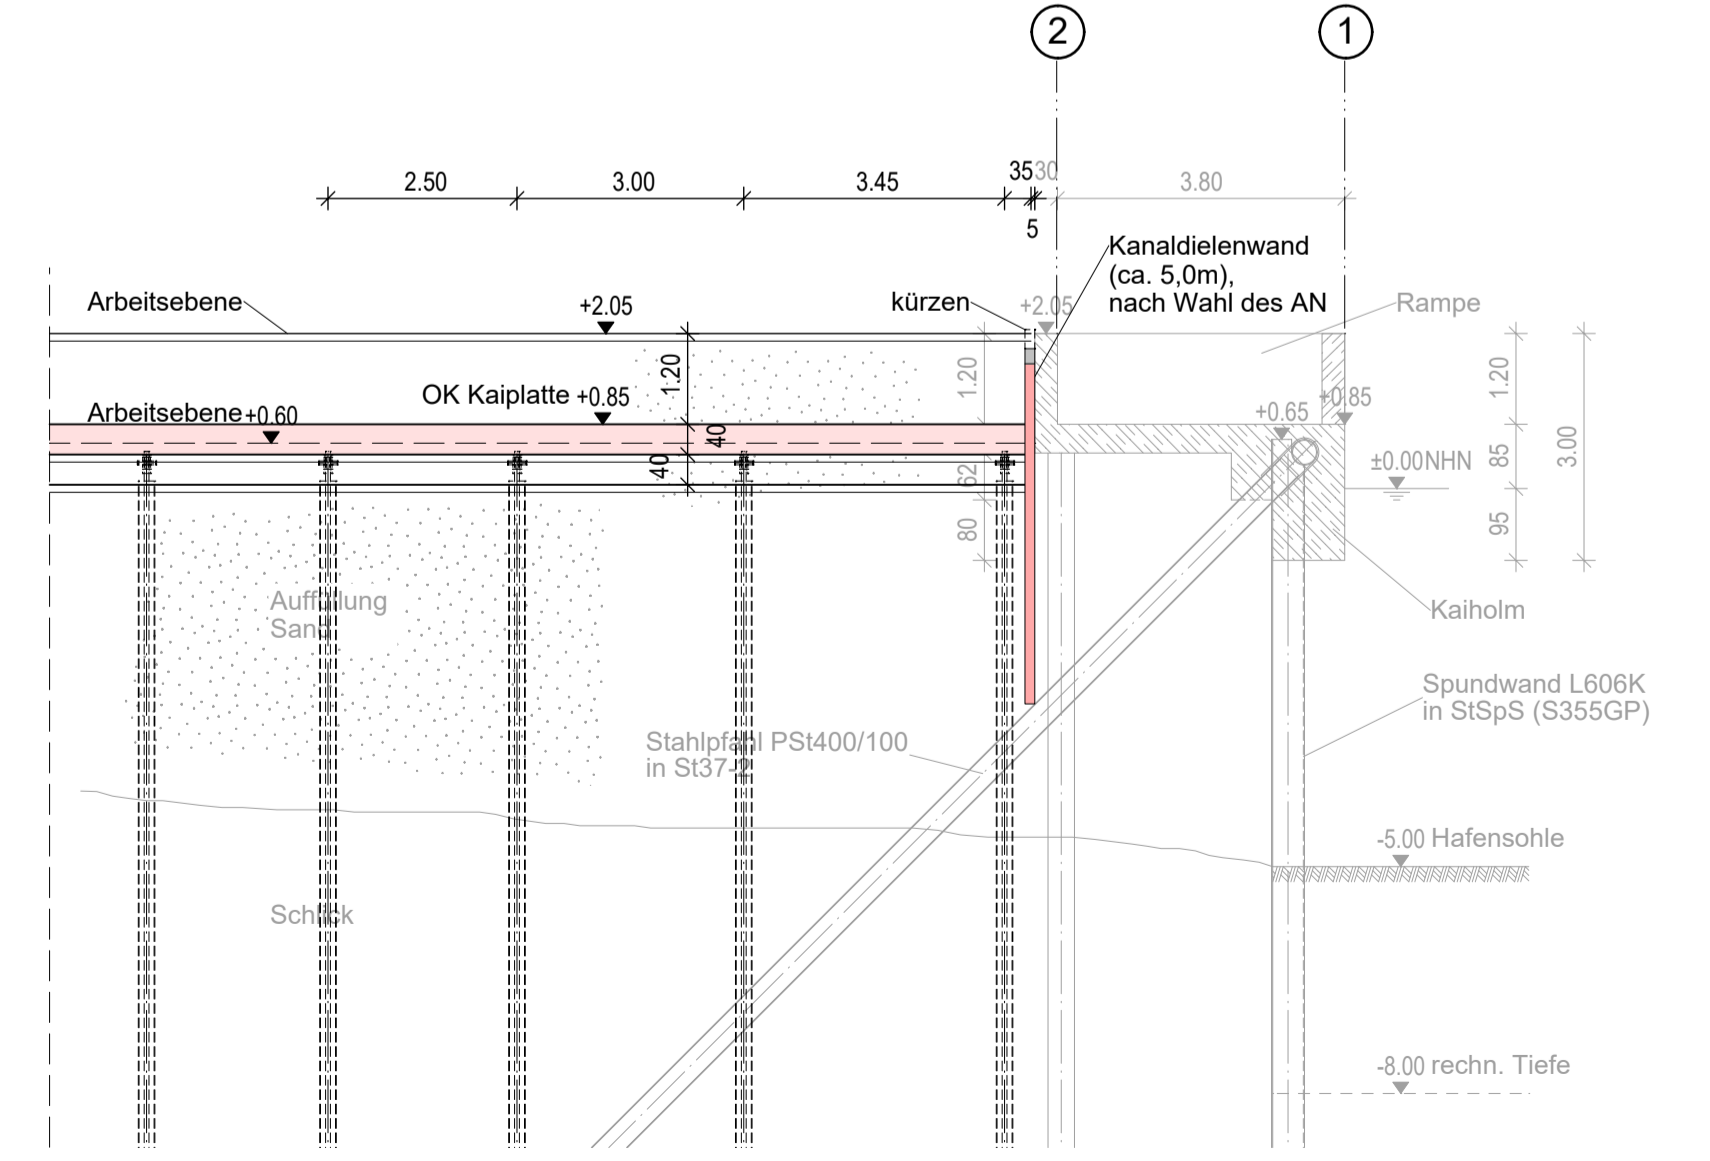 2
1
2.50
3.00
3.45
35
30
3.80
5
Kanaldielenwand
(ca. 5,0m),
nach Wahl des AN
Arbeitsebene
+2.05
kürzen
+2.05
Rampe
1.20
1.20
1.20
OK Kaiplatte +0.85
+0.85
Arbeitsebene +0.60
+0.65
40
40
62
85
3.00
±0.00NHN
80
95
Auffüllung
Sand
Kaiholm
Spundwand L606K
in StSpS (S355GP)
Stahlpfahl PSt400/100
in St37-2
-5.00 Hafensohle
Schlick
-8.00 rechn. Tiefe